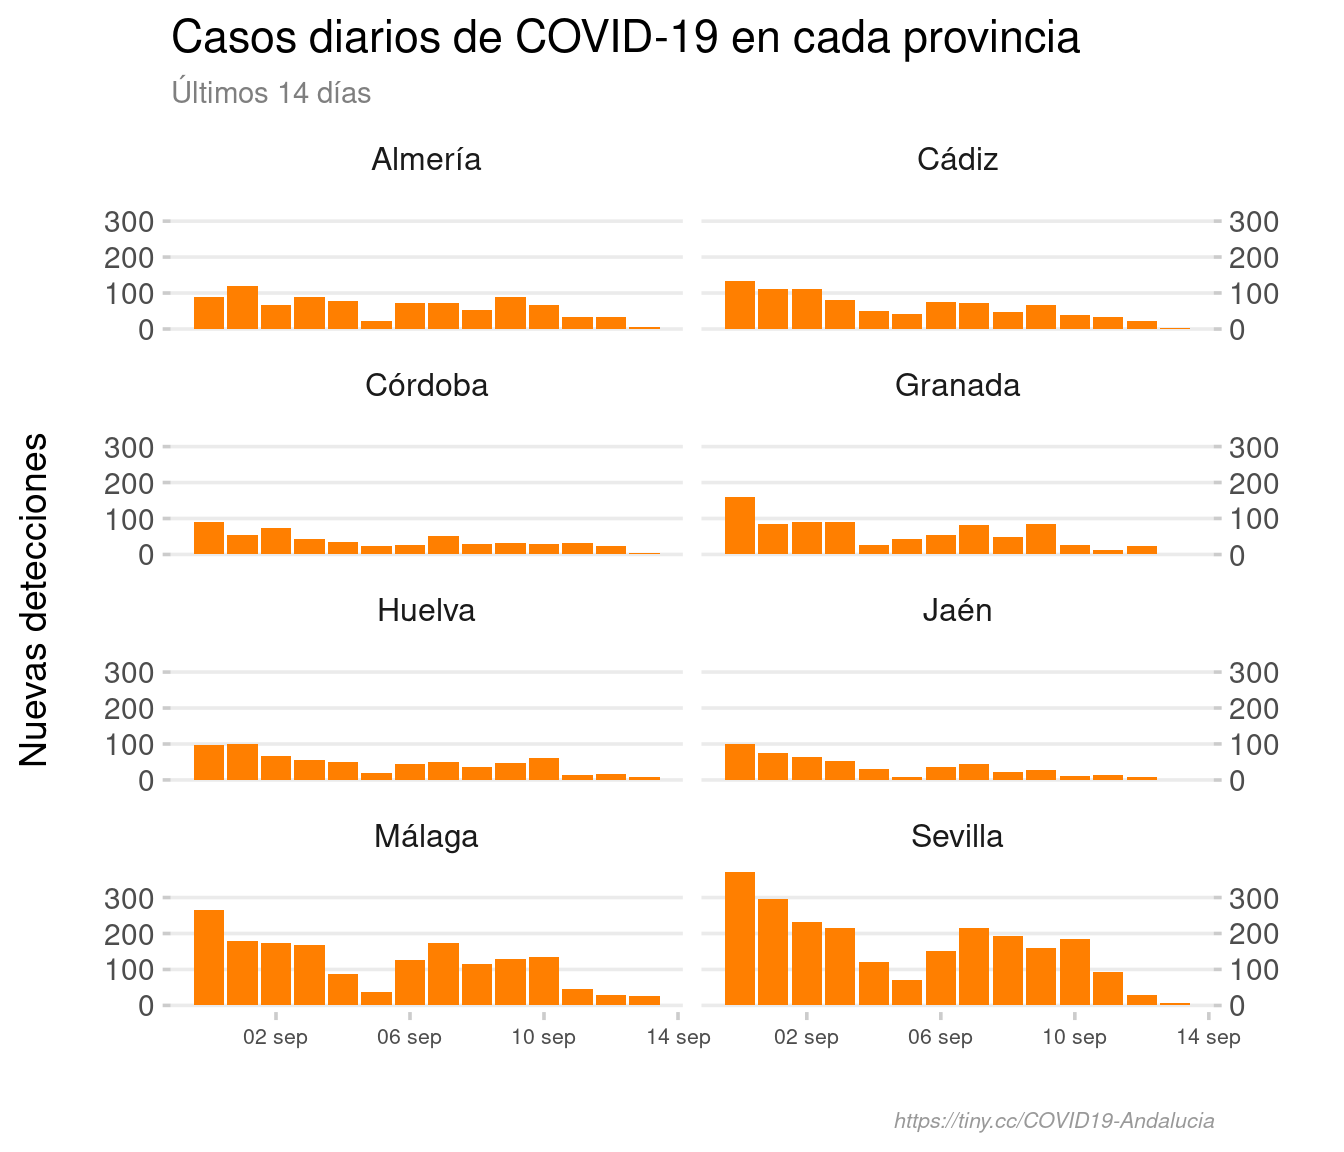 Casos diarios de COVID-19 en cada provincia
Últimos 14 días
Nuevas detecciones
Almería
Cádiz
300
200
100
0
300
200
100
0
Córdoba
Granada
300
200
100
0
300
200
100
0
Huelva
Jaén
300
200
100
0
300
200
100
0
Málaga
Sevilla
300
200
100
0
300
200
100
0
02 sep 06 sep 10 sep 14 sep 02 sep 06 sep 10 sep 14 sep
https://tiny.cc/COVID19-Andalucia